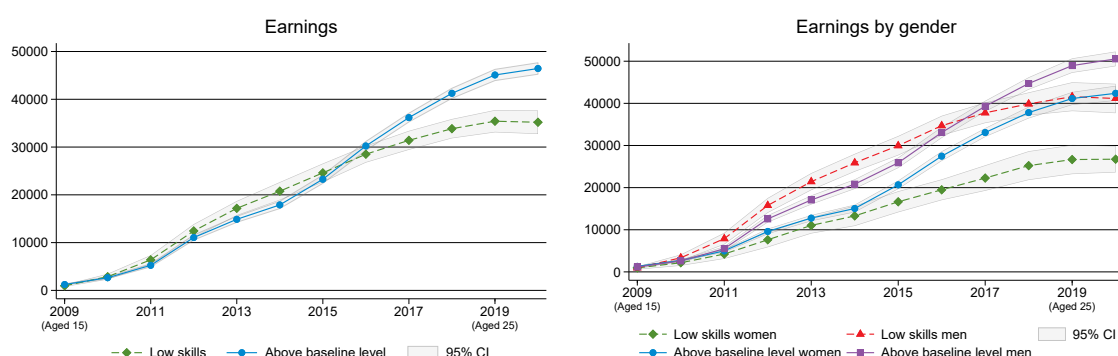 Earnings
50000
40000
30000
20000
10000
0
2009 2011 2013 2015 2017 2019
(Aged 15) (Aged 25)
Low skills Above baseline level 95% CI
Earnings by gender
50000
40000
30000
20000
10000
0
2009 2011 2013 2015 2017 2019
(Aged 15) (Aged 25)
Low skills women Low skills men 95% CI
Above baseline level women Above baseline level men